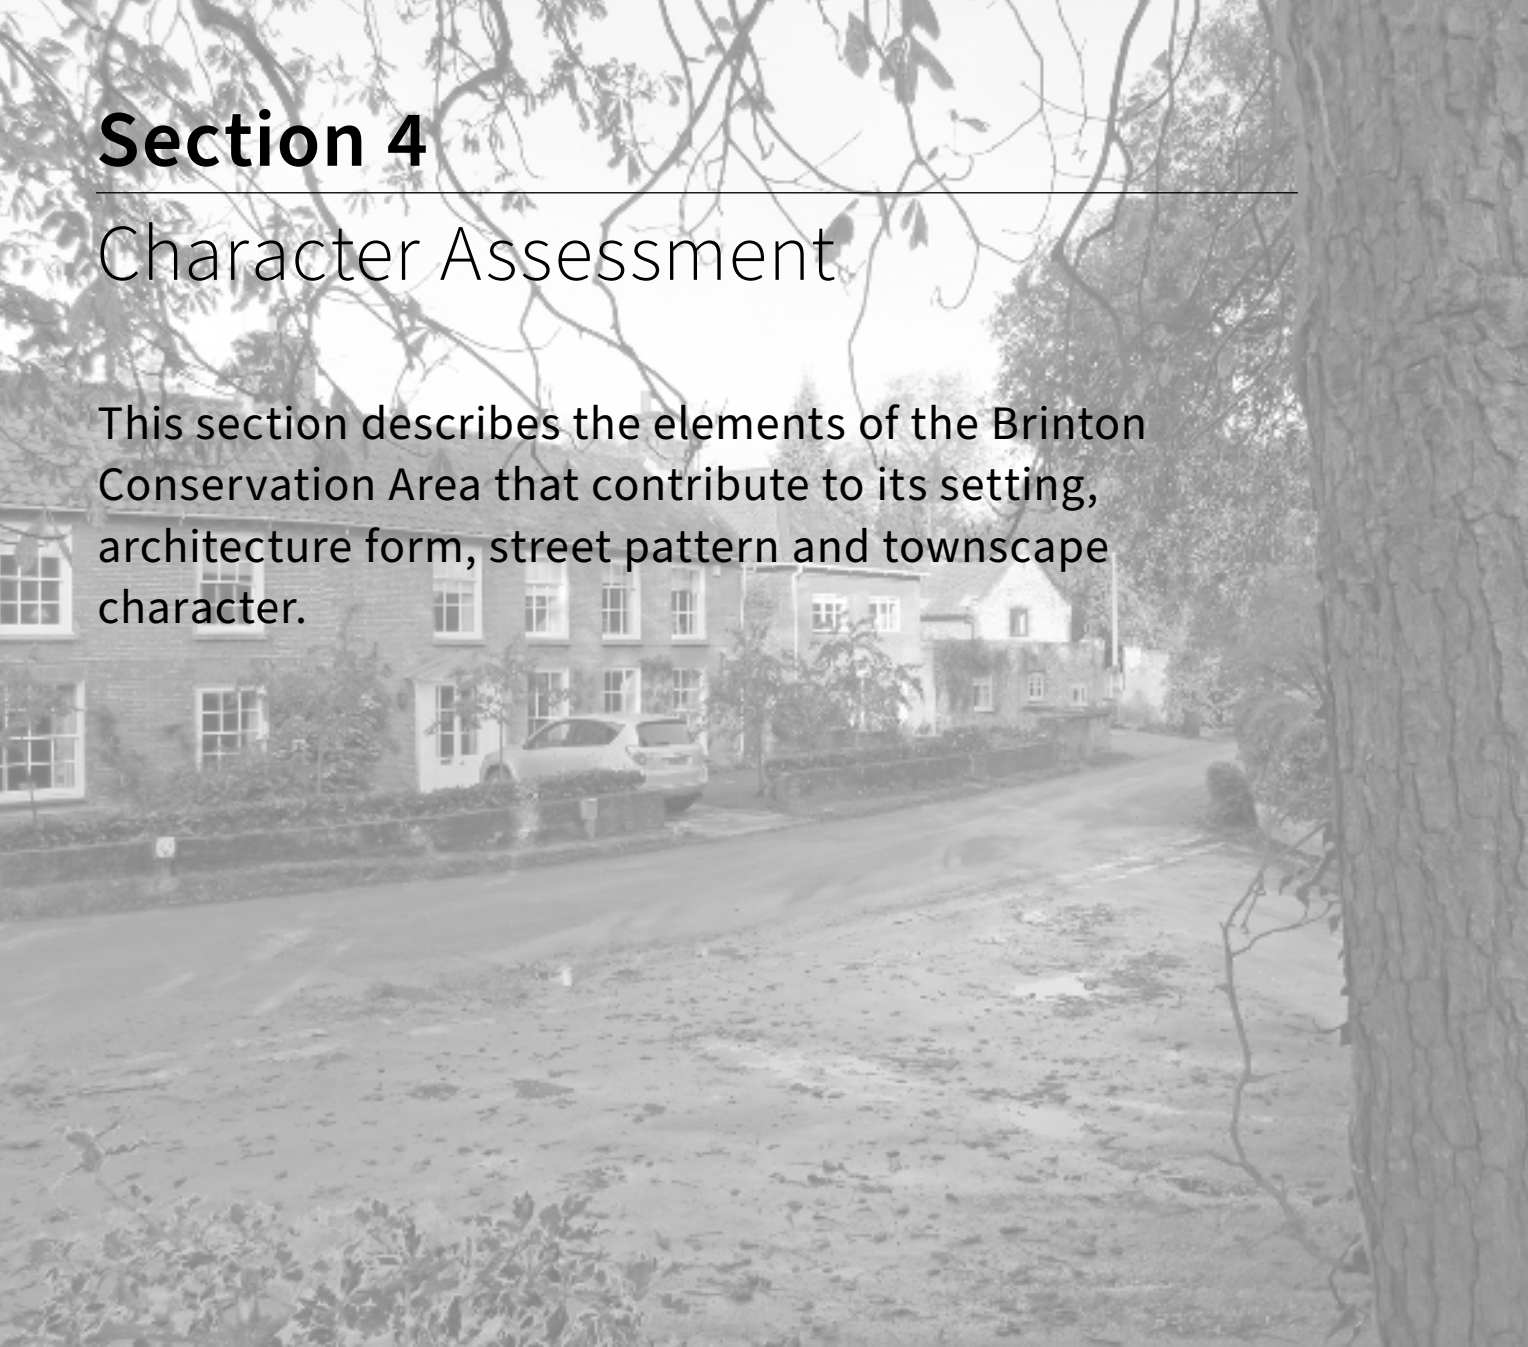 Section 4
Character Assessment
This section describes the elements of the Brinton
Conservation Area that contribute to its setting,
architecture form, street pattern and townscape
character.